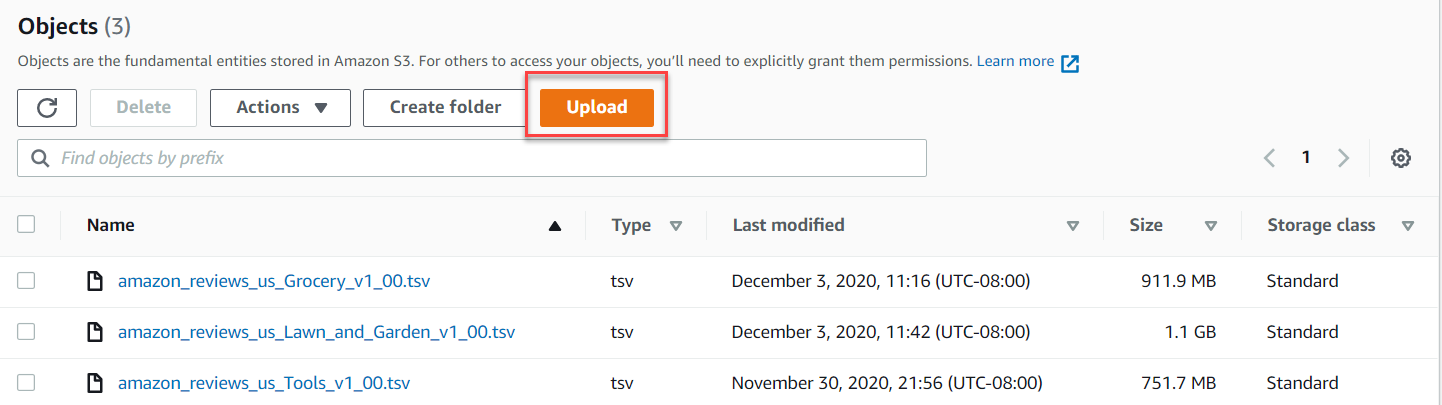 Objects (3)
Objects are the fundamental entities stored in Amazon S3. For others to access your objects, you'll need to explicitly grant them permissions. Learn more
Delete Actions Create folder Upload
Find objects by prefix 1
Name Type Last modified Size Storage class
amazon_reviews_us_Grocery_v1_00.tsv tsv December 3, 2020, 11:16 (UTC-08:00) 911.9 MB Standard
amazon_reviews_us_Lawn_and_Garden_v1_00.tsv tsv December 3, 2020, 11:42 (UTC-08:00) 1.1 GB Standard
amazon_reviews_us_Tools_v1_00.tsv tsv November 30, 2020, 21:56 (UTC-08:00) 751.7 MB Standard